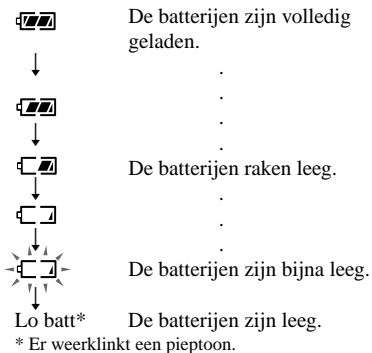 De batterijen zijn volledig
geladen.
.
.
.
.
De batterijen raken leeg.
.
.
.
De batterijen zijn bijna leeg.
Lo batt* De batterijen zijn leeg.
* Er weerklinkt een pieptoon.